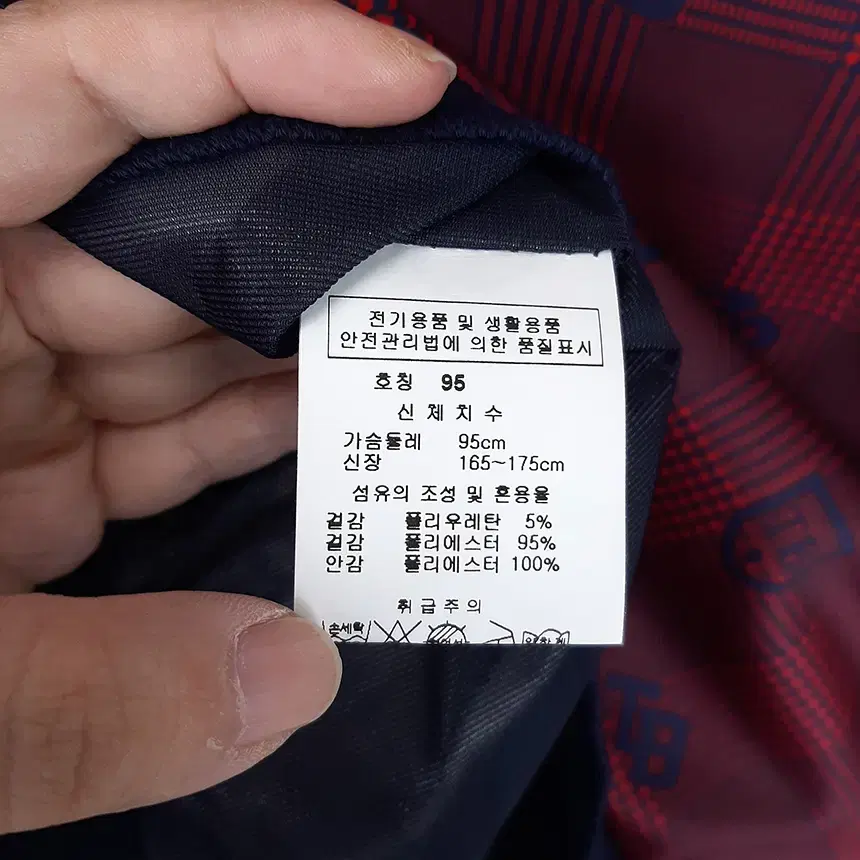 전기용품 및 생활용품
안전관리법에 의한 품질표시
호칭 95
신체치수
가슴둘레 95cm
신장 165~175cm
섬유의 조성 및 혼용율
겉감 폴리우레탄 5%
겉감 폴리에스터 95%
안감 폴리에스터 100%
취급주의
손세탁
TB